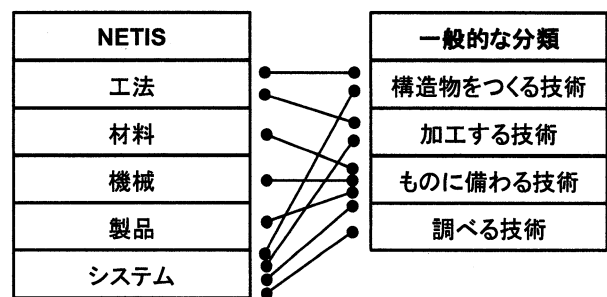 NETIS
工法
材料
機械
製品
システム
一般的な分類
構造物をつくる技術
加工する技術
ものに備わる技術
調べる技術